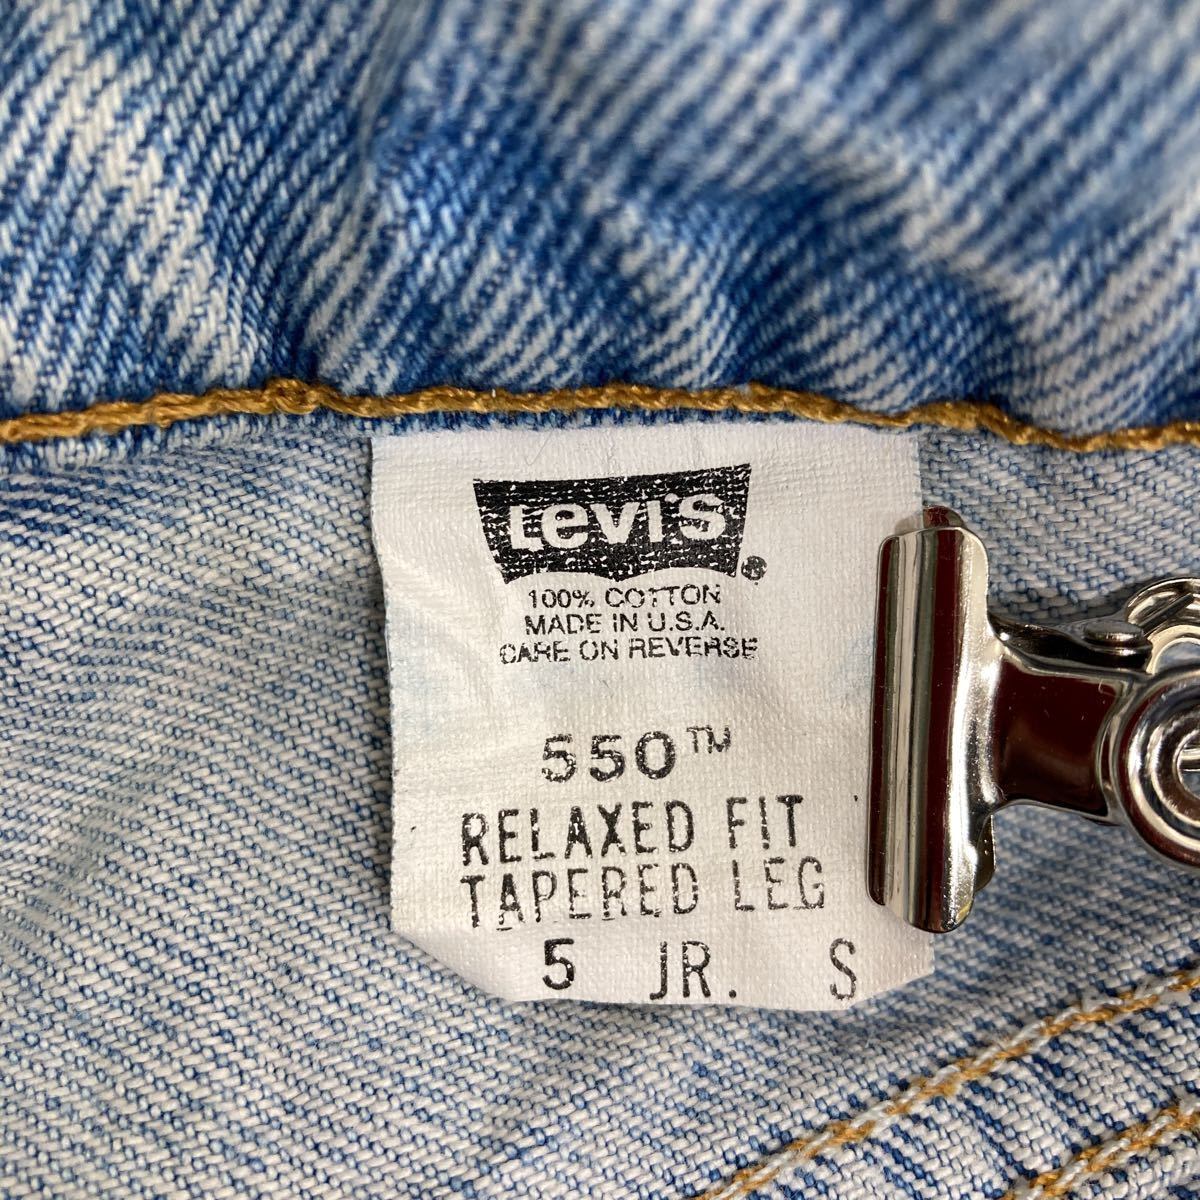 Levi's®
100% COTTON
MADE IN U.S.A.
CARE ON REVERSE
550™
RELAXED FIT
TAPERED LEG
5 JR. S